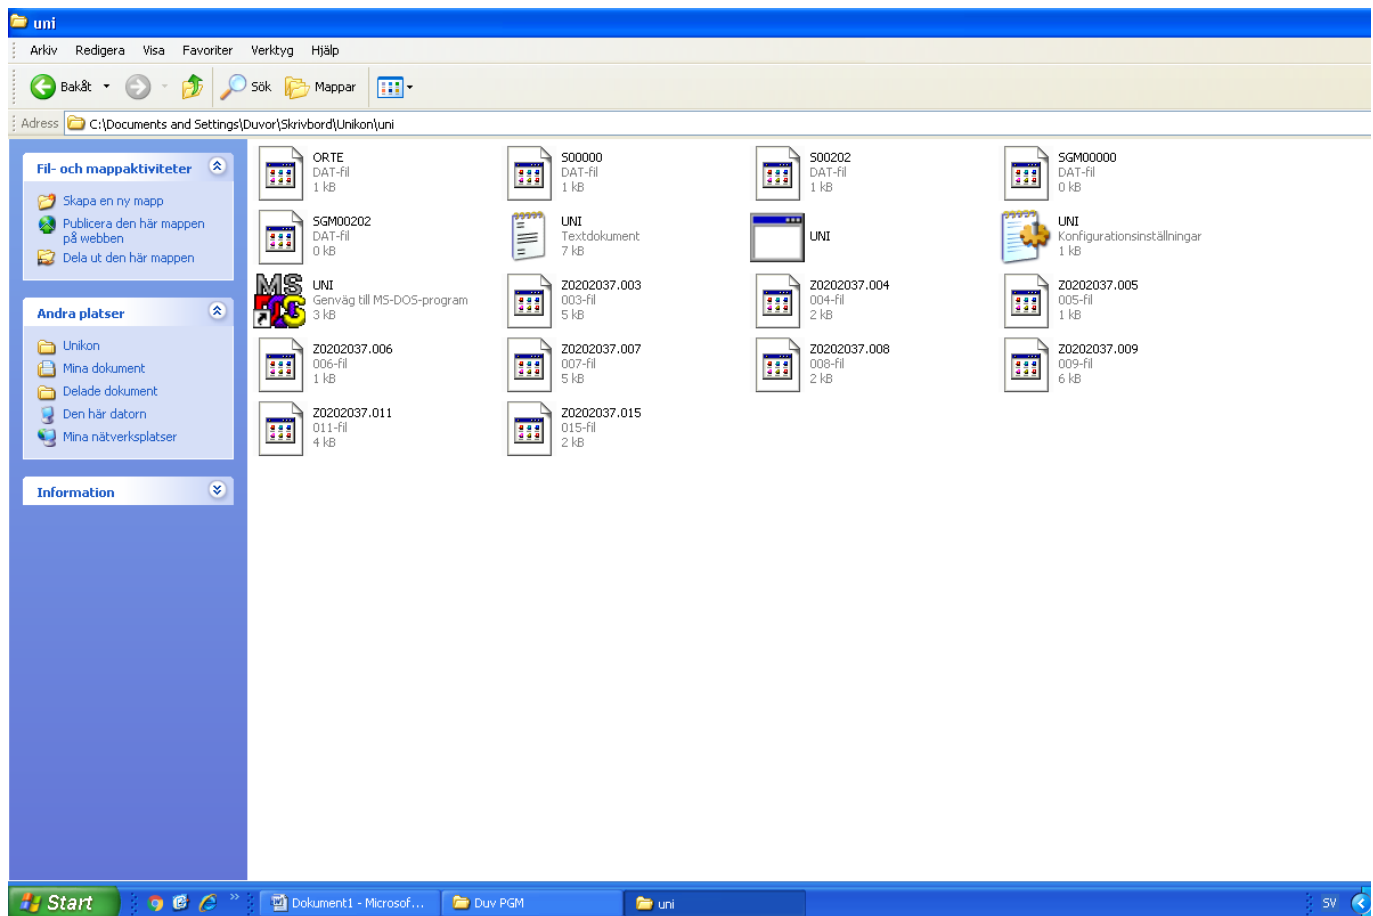 uni
Arkiv Redigera Visa Favoriter Verktyg Hjälp
Bakåt Sök Mappar
Adress C:\Documents and Settings\Duvor\Skrivbord\Unikon\uni
Fil- och mappaktiviteter
Skapa en ny mapp
Publicera den här mappen
på webben
Dela ut den här mappen
Andra platser
Unikon
Mina dokument
Delade dokument
Den här datorn
Mina nätverksplatser
Information
ORTE
DAT-fil
1 kB
S00000
DAT-fil
1 kB
S00202
DAT-fil
1 kB
SGM00000
DAT-fil
0 kB
SGM00202
DAT-fil
0 kB
UNI
Textdokument
7 kB
UNI
UNI
Konfigurationsinställningar
1 kB
MS
DOS
UNI
Genväg till MS-DOS-program
3 kB
Z0202037.003
003-fil
5 kB
Z0202037.004
004-fil
2 kB
Z0202037.005
005-fil
1 kB
Z0202037.006
006-fil
1 kB
Z0202037.007
007-fil
5 kB
Z0202037.008
008-fil
2 kB
Z0202037.009
009-fil
6 kB
Z0202037.011
011-fil
4 kB
Z0202037.015
015-fil
2 kB
Start » Dokument1 - Microsof... Duv PGM uni SV